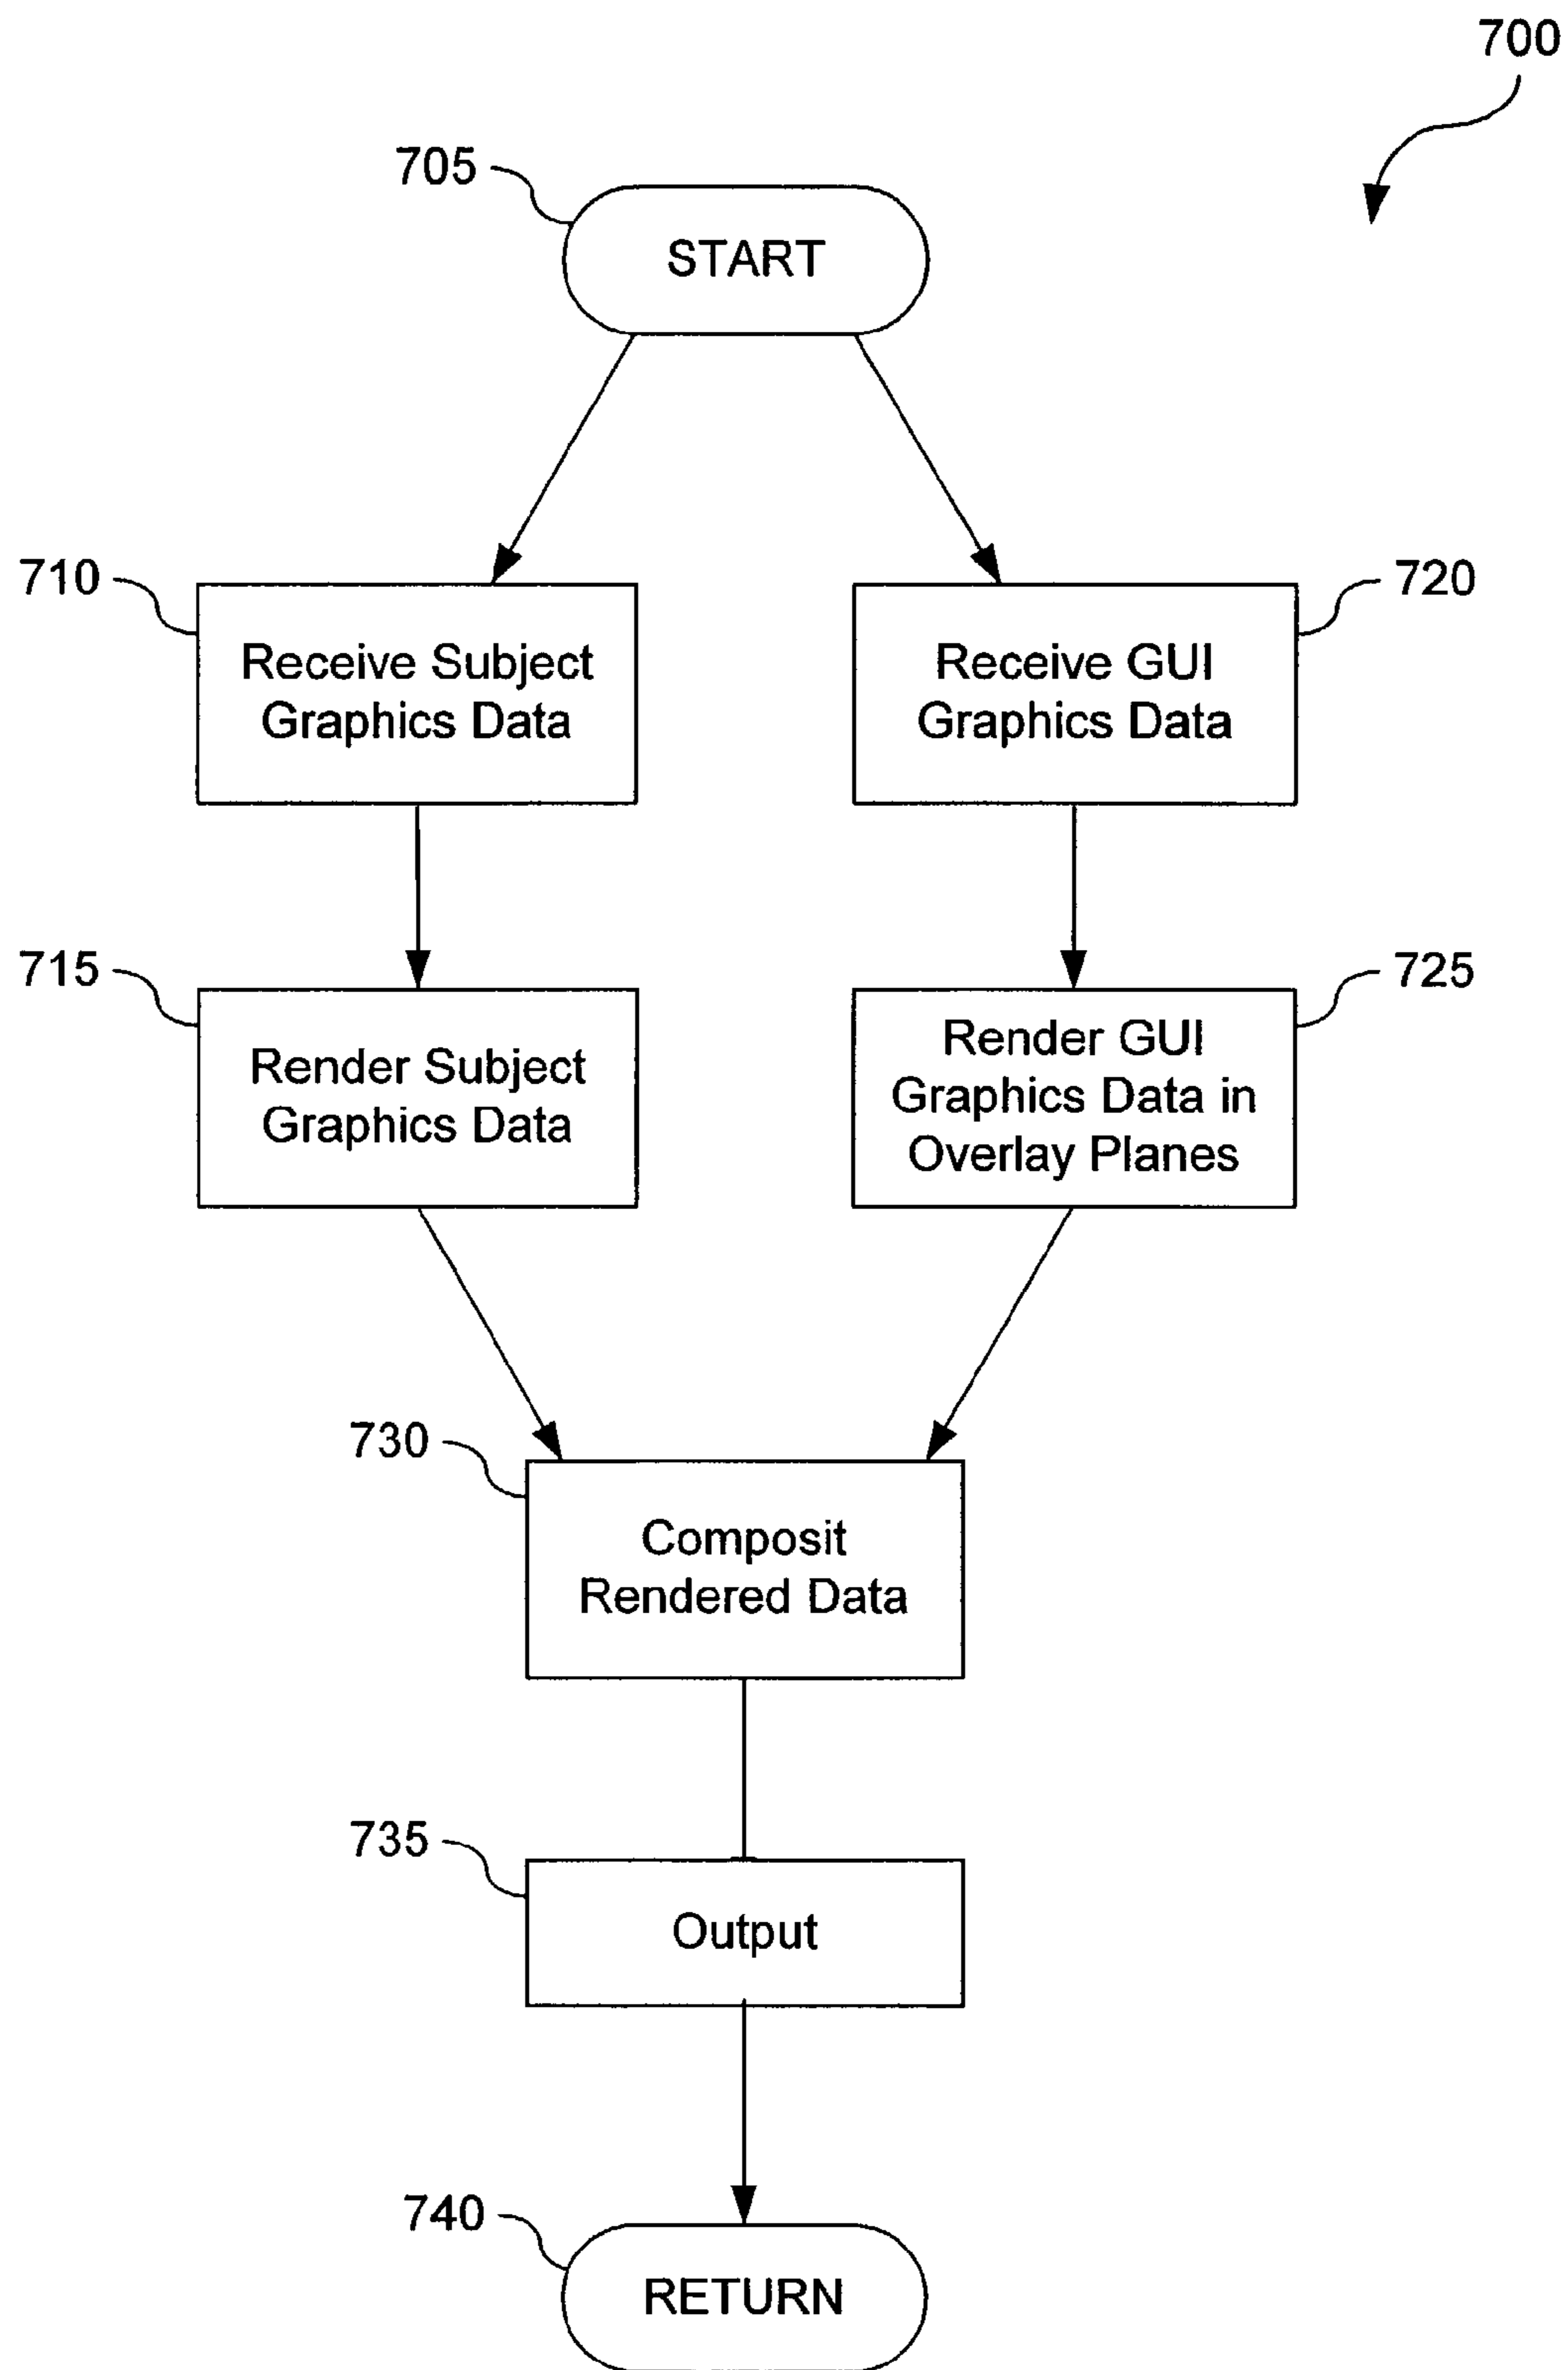 700
705
START
710
Receive Subject
Graphics Data
720
Receive GUI
Graphics Data
715
Render Subject
Graphics Data
725
Render GUI
Graphics Data in
Overlay Planes
730
Composit
Rendered Data
735
Output
740
RETURN